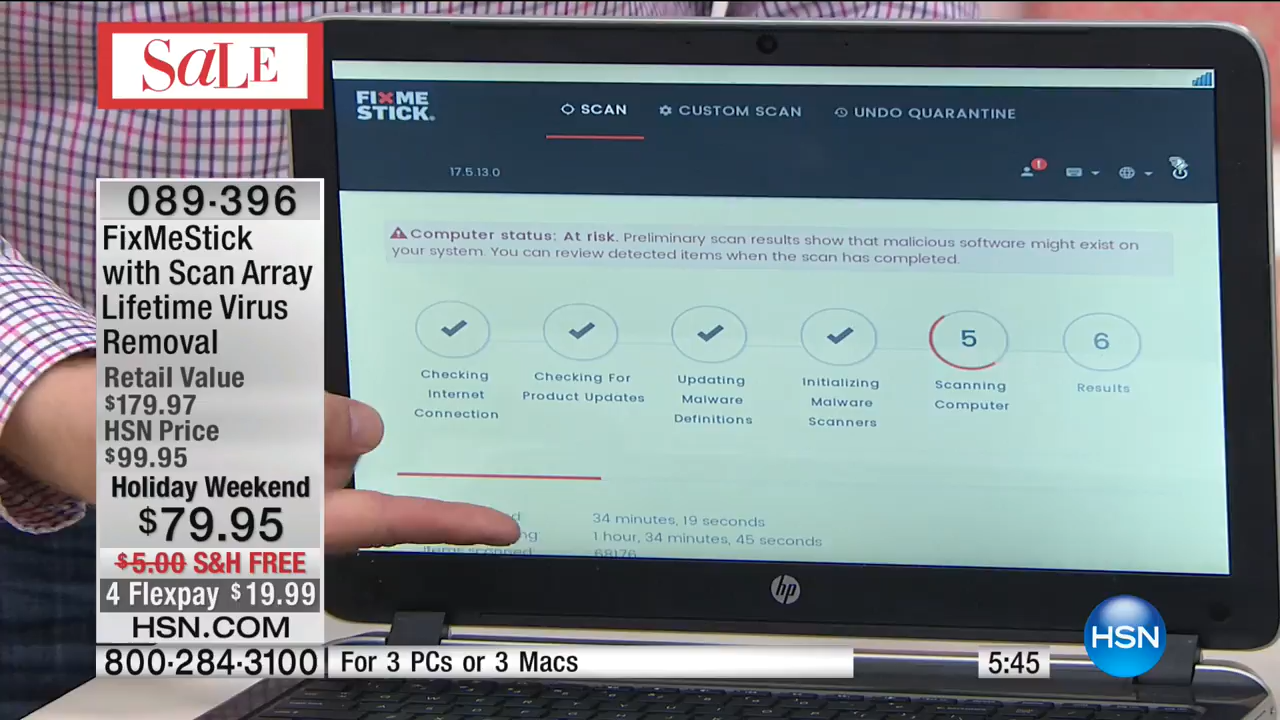 SaLE
089-396
FixMeStick
with Scan Array
Lifetime Virus
Removal
Retail Value
$179.97
HSN Price
$99.95
Holiday Weekend
$79.95
$5.00 S&H FREE
4 Flexpay $19.99
HSN.COM
800-284-3100
For 3 PCs or 3 Macs
5:45
HSN
FIXME
STICK®
SCAN
CUSTOM SCAN
UNDO QUARANTINE
17.5.13.0
Computer status: At risk. Preliminary scan results show that malicious software might exist on
your system. You can review detected items when the scan has completed.
Checking
Internet
Connection
Checking For
Product Updates
Updating
Malware
Definitions
Initializing
Malware
Scanners
5
Scanning
Computer
6
Results
34 minutes, 19 seconds
1 hour, 34 minutes, 45 seconds
Items scanned
68176
hp